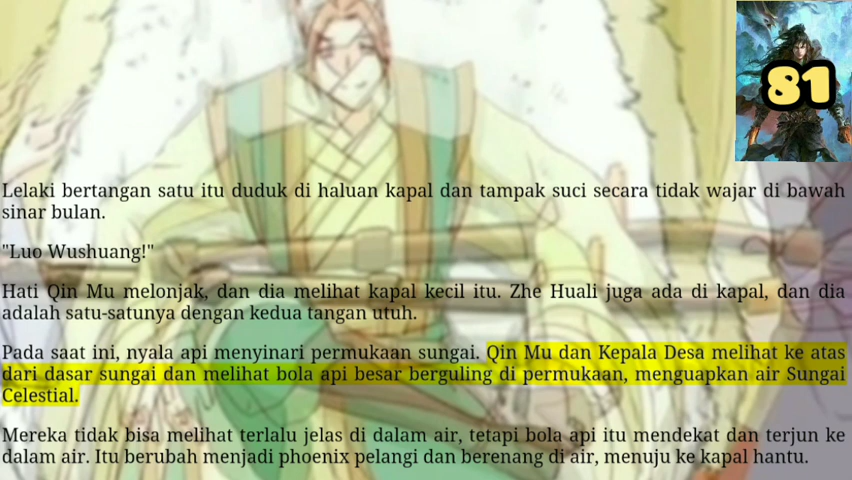 81
Lelaki bertangan satu itu duduk di haluan kapal dan tampak suci secara tidak wajar di bawah
sinar bulan.
"Luo Wushuang!"
Hati Qin Mu melonjak, dan dia melihat kapal kecil itu. Zhe Huali juga ada di kapal, dan dia
adalah satu-satunya dengan kedua tangan utuh.
Pada saat ini, nyala api menyinari permukaan sungai. Qin Mu dan Kepala Desa melihat ke atas
dari dasar sungai dan melihat bola api besar berguling di permukaan, menguapkan air Sungai
Celestial.
Mereka tidak bisa melihat terlalu jelas di dalam air, tetapi bola api itu mendekat dan terjun ke
dalam air. Itu berubah menjadi phoenix pelangi dan berenang di air, menuju ke kapal hantu.